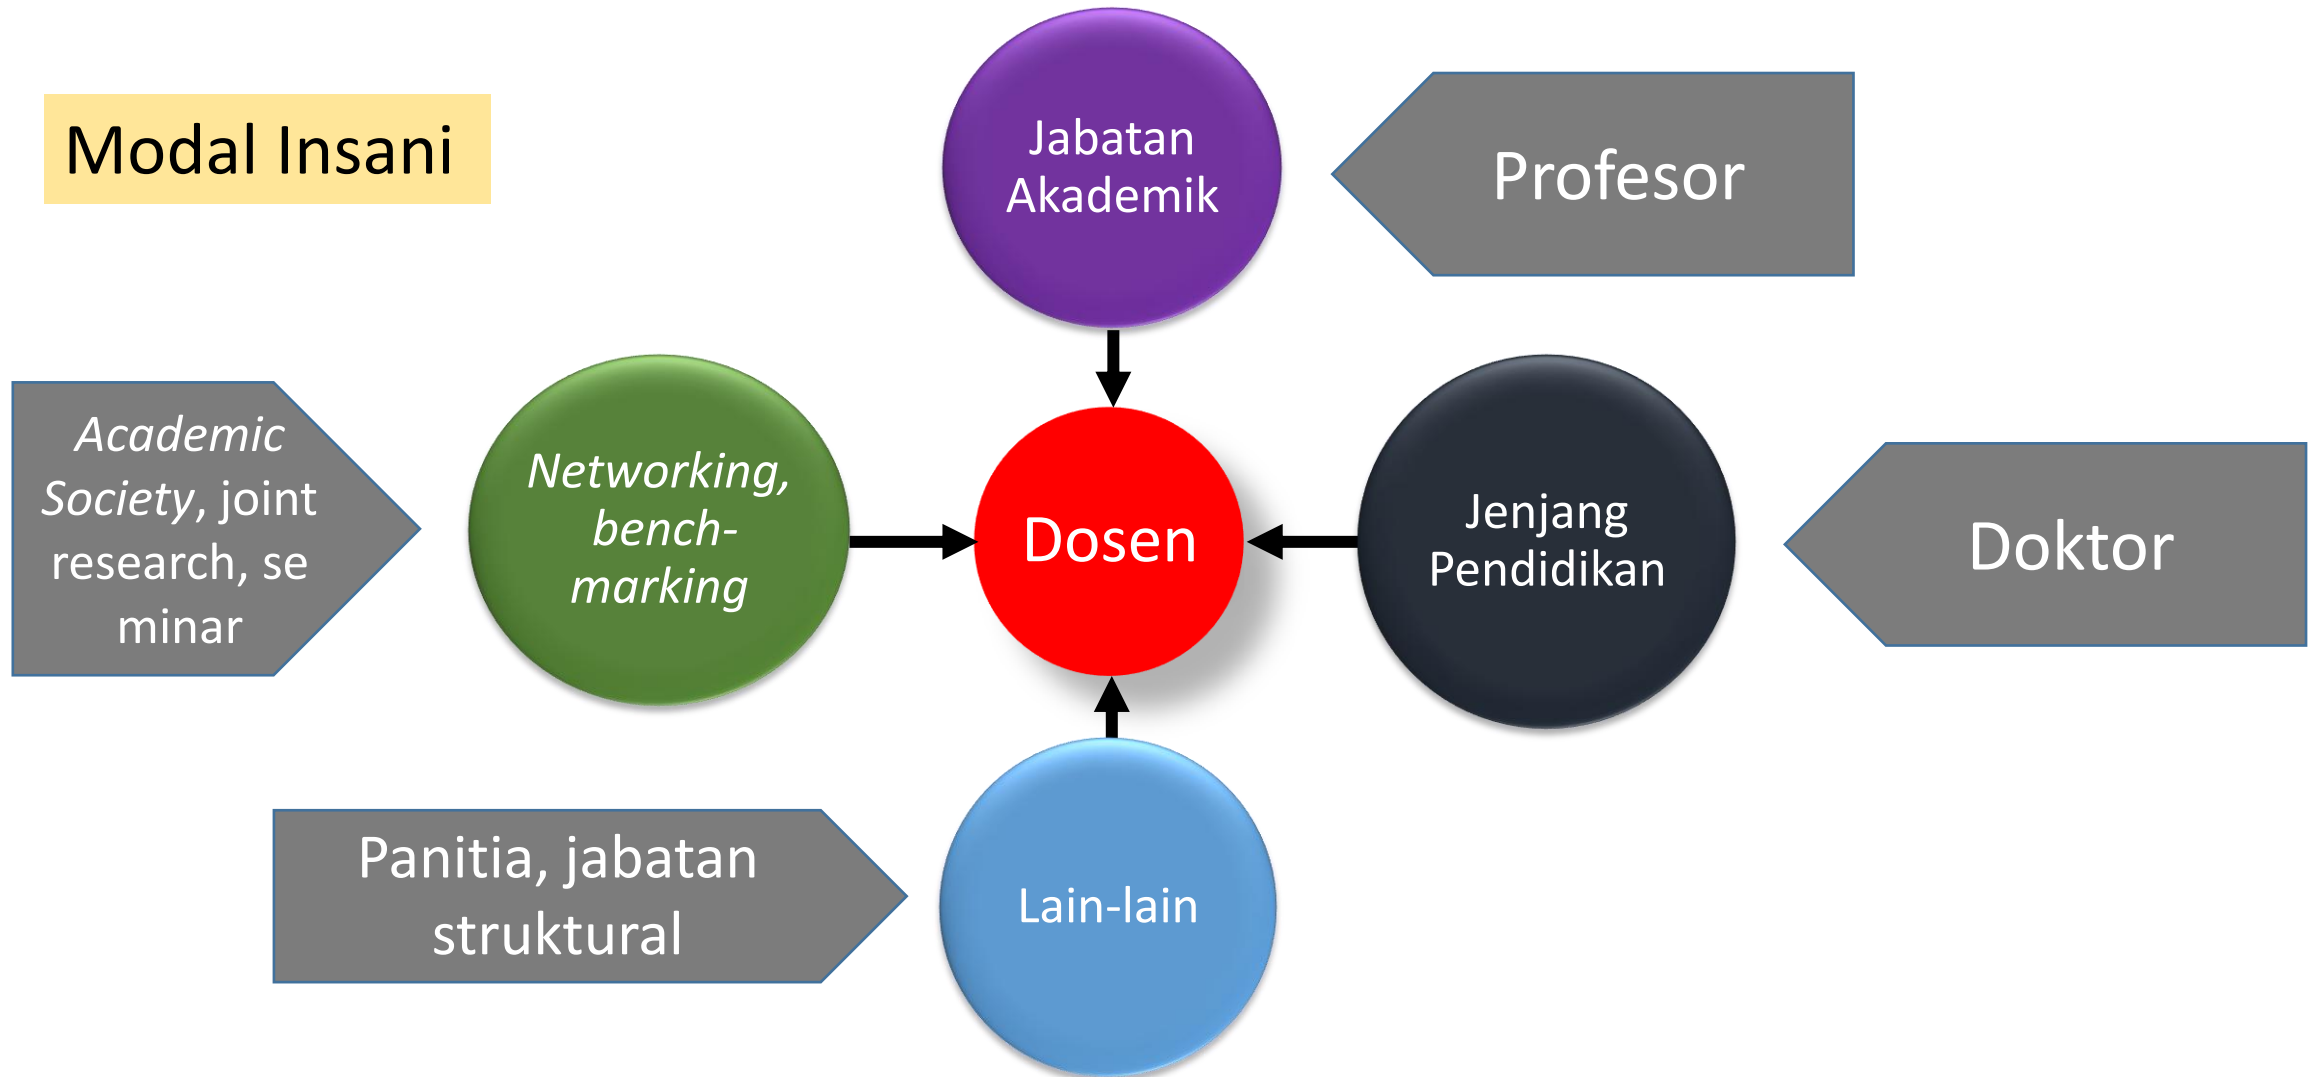 Modal Insani
Jabatan
Akademik
Profesor
Academic
Society, joint
research, se
minar
Networking,
bench-
marking
Dosen
Jenjang
Pendidikan
Doktor
Panitia, jabatan
struktural
Lain-lain